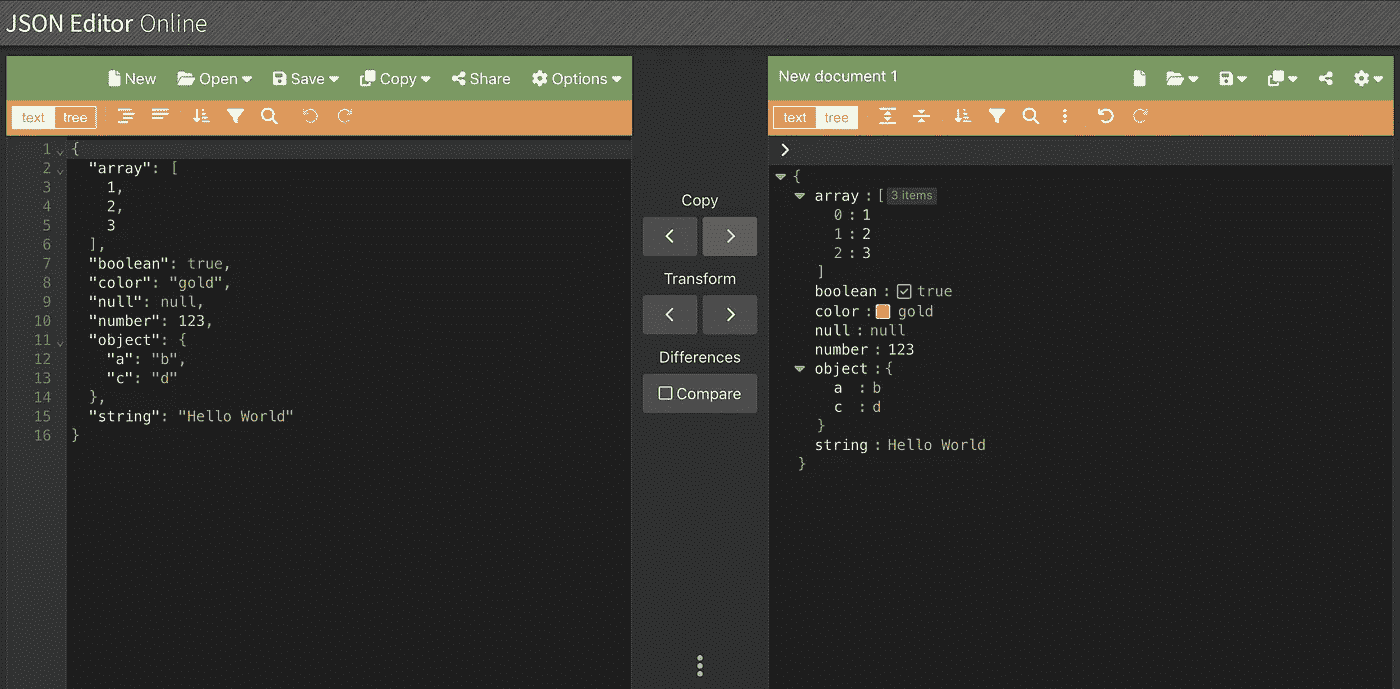 JSON Editor Online
New Open Save Copy Share Options
text tree
1 {
2 "array": [
3 1,
4 2,
5 3
6 ],
7 "boolean": true,
8 "color": "gold",
9 "null": null,
10 "number": 123,
11 "object": {
12 "a": "b",
13 "c": "d"
14 },
15 "string": "Hello World"
16 }
Copy
Transform
Differences
Compare
New document 1
text tree
{
array : [ 3 items
0 : 1
1 : 2
2 : 3
]
boolean : true
color : gold
null : null
number : 123
object : {
a : b
c : d
}
string : Hello World
}